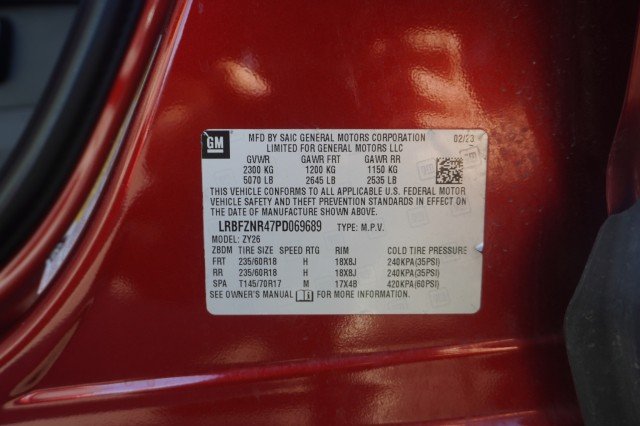 GM MFD BY SAIC GENERAL MOTORS CORPORATION 02/23
LIMITED FOR GENERAL MOTORS LLC
GVWR GAWR FRT GAWR RR
2300 KG 1200 KG 1150 KG
5070 LB 2645 LB 2535 LB
THIS VEHICLE CONFORMS TO ALL APPLICABLE U.S. FEDERAL MOTOR
VEHICLE SAFETY AND THEFT PREVENTION STANDARDS IN EFFECT ON
THE DATE OF MANUFACTURE SHOWN ABOVE.
LRBFZNR47PD069689 TYPE: M.P.V.
MODEL: ZY26
ZBDM TIRE SIZE SPEED RTG RIM COLD TIRE PRESSURE
FRT 235/60R18 H 18X8J 240KPA(35PSI)
RR 235/60R18 H 18X8J 240KPA(35PSI)
SPA T145/70R17 M 17X4B 420KPA(60PSI)
SEE OWNER'S MANUAL FOR MORE INFORMATION.